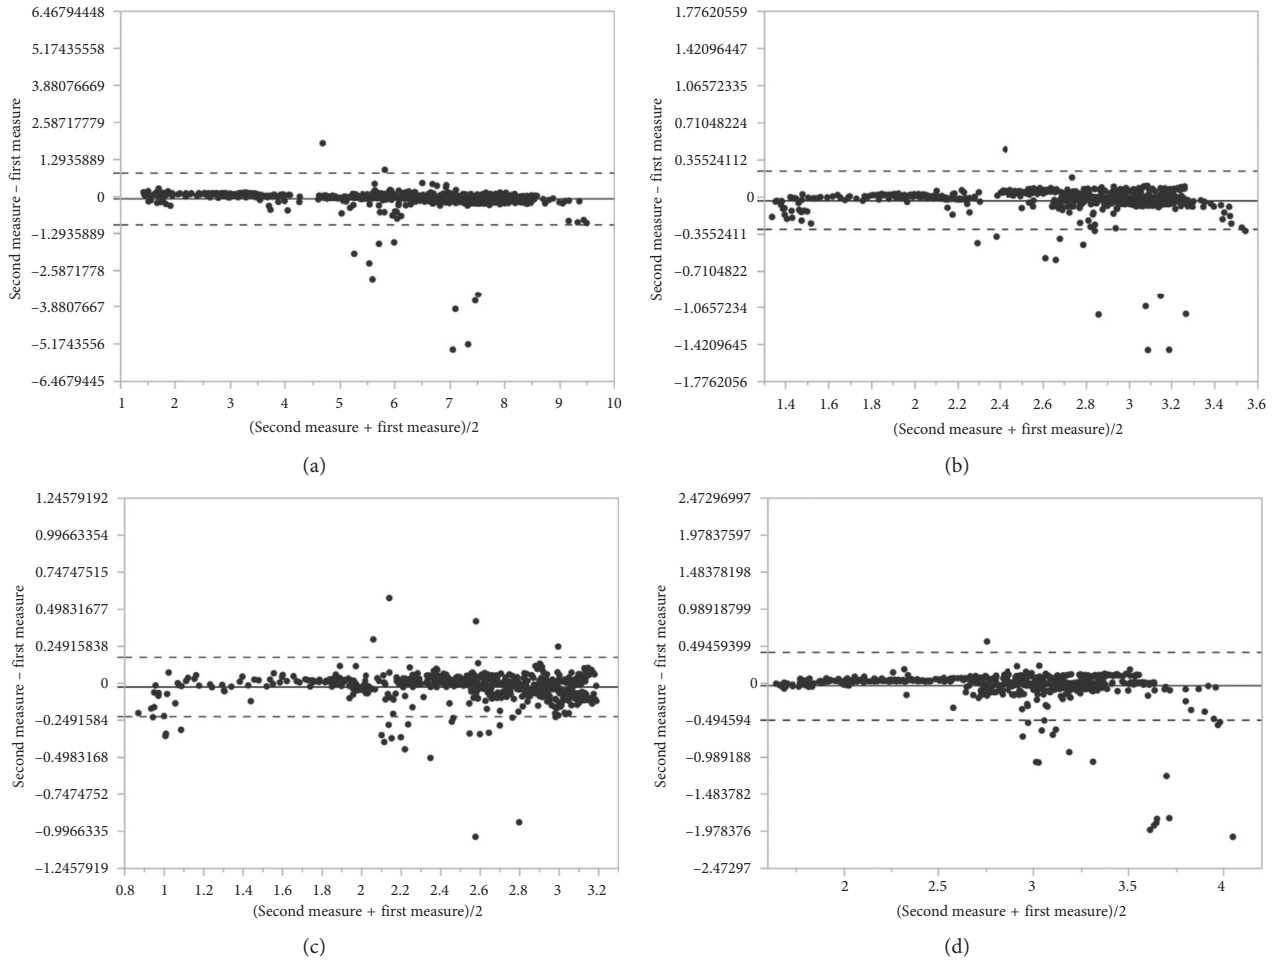 6.46794448
5.17435558
3.88076669
2.58717779
1.2935889
0
–1.2935889
–2.5871778
–3.8807667
–5.1743556
–6.4679445
Second measure – first measure
1 2 3 4 5 6 7 8 9 10
(Second measure + first measure)/2
(a)
1.77620559
1.42096447
1.06572335
0.71048224
0.35524112
0
–0.3552411
–0.7104822
–1.0657234
–1.4209645
–1.7762056
Second measure – first measure
1.4 1.6 1.8 2 2.2 2.4 2.6 2.8 3 3.2 3.4 3.6
(Second measure + first measure)/2
(b)
1.24579192
0.99663354
0.74747515
0.49831677
0.24915838
0
–0.2491584
–0.4983168
–0.7474752
–0.9966335
–1.2457919
Second measure – first measure
0.8 1 1.2 1.4 1.6 1.8 2 2.2 2.4 2.6 2.8 3 3.2
(Second measure + first measure)/2
(c)
2.47296997
1.97837597
1.48378198
0.98918799
0.49459399
0
–0.494594
–0.989188
–1.483782
–1.978376
–2.47297
Second measure – first measure
2 2.5 3 3.5 4
(Second measure + first measure)/2
(d)